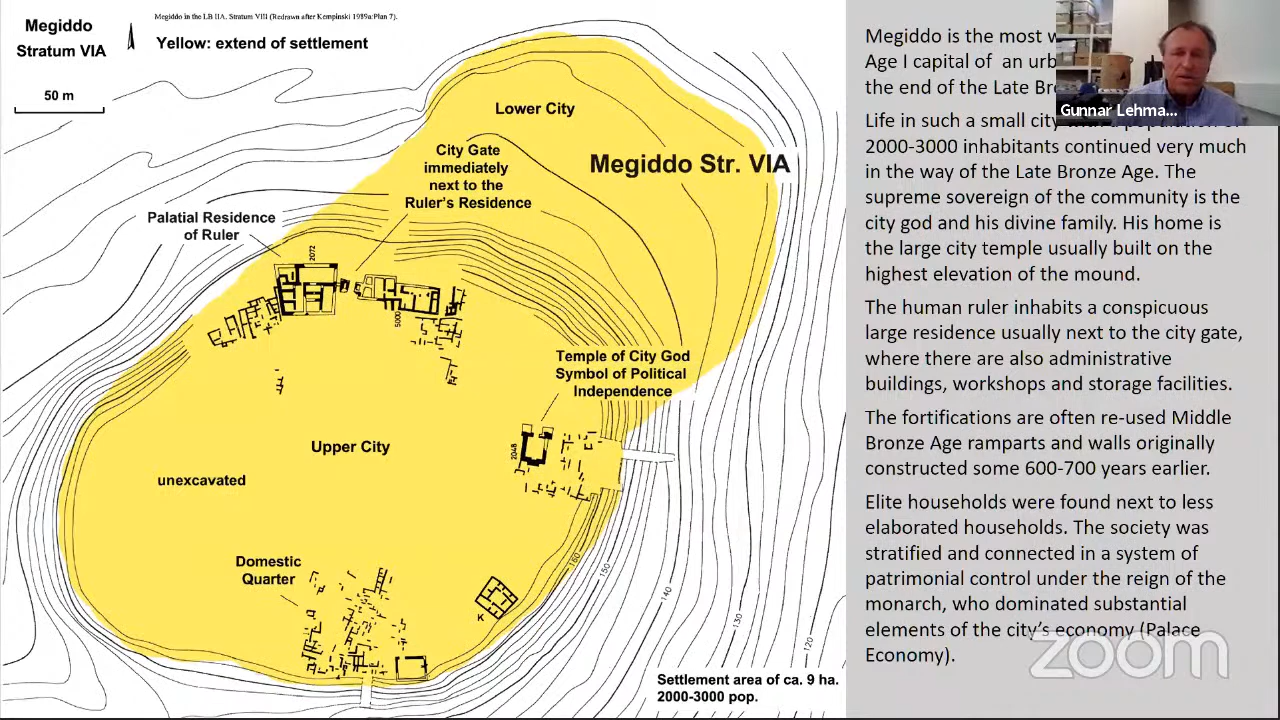 Megiddo
Stratum VIA
Megiddo in the LB IIA. Stratum VIII (Redrawn after Kempinski 1989a:Plan 7).
Yellow: extend of settlement
50 m
Lower City
City Gate
immediately
next to the
Ruler's Residence
Megiddo Str. VIA
Palatial Residence
of Ruler
2072
5000
Temple of City God
Symbol of Political
Independence
2048
Upper City
unexcavated
Domestic
Quarter
K
160
150
140
130
120
Settlement area of ca. 9 ha.
2000-3000 pop.
Megiddo is the most
Age I capital of an
the end of the Late
Life in such a small city
2000-3000 inhabitants continued very much
in the way of the Late Bronze Age. The
supreme sovereign of the community is the
city god and his divine family. His home is
the large city temple usually built on the
highest elevation of the mound.
The human ruler inhabits a conspicuous
large residence usually next to the city gate,
where there are also administrative
buildings, workshops and storage facilities.
The fortifications are often re-used Middle
Bronze Age ramparts and walls originally
constructed some 600-700 years earlier.
Elite households were found next to less
elaborated households. The society was
stratified and connected in a system of
patrimonial control under the reign of the
monarch, who dominated substantial
elements of the city's economy (Palace
Economy).
Gunnar Lehma...
zoom